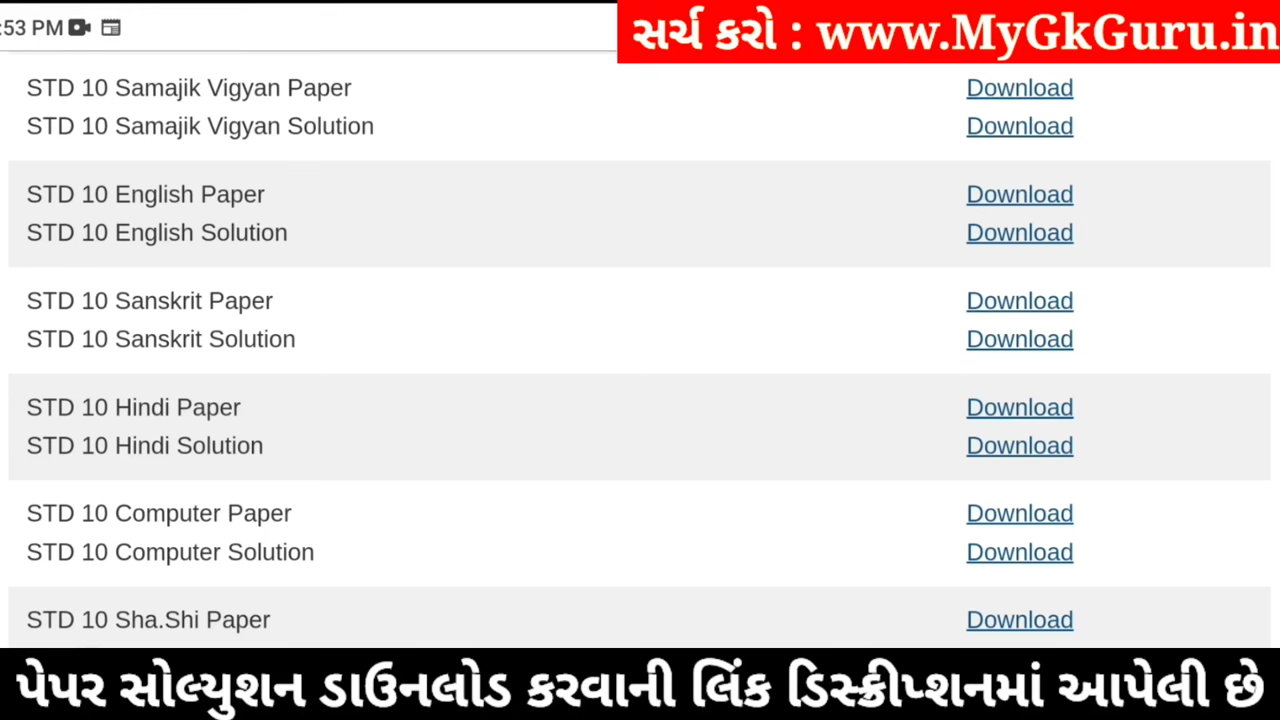 :53 PM
સર્ચ કરો : www.MyGkGuru.in
STD 10 Samajik Vigyan Paper Download
STD 10 Samajik Vigyan Solution Download
STD 10 English Paper Download
STD 10 English Solution Download
STD 10 Sanskrit Paper Download
STD 10 Sanskrit Solution Download
STD 10 Hindi Paper Download
STD 10 Hindi Solution Download
STD 10 Computer Paper Download
STD 10 Computer Solution Download
STD 10 Sha.Shi Paper Download
પેપર સોલ્યુશન ડાઉનલોડ કરવાની લિંક ડિસ્ક્રીપ્શનમાં આપેલી છે